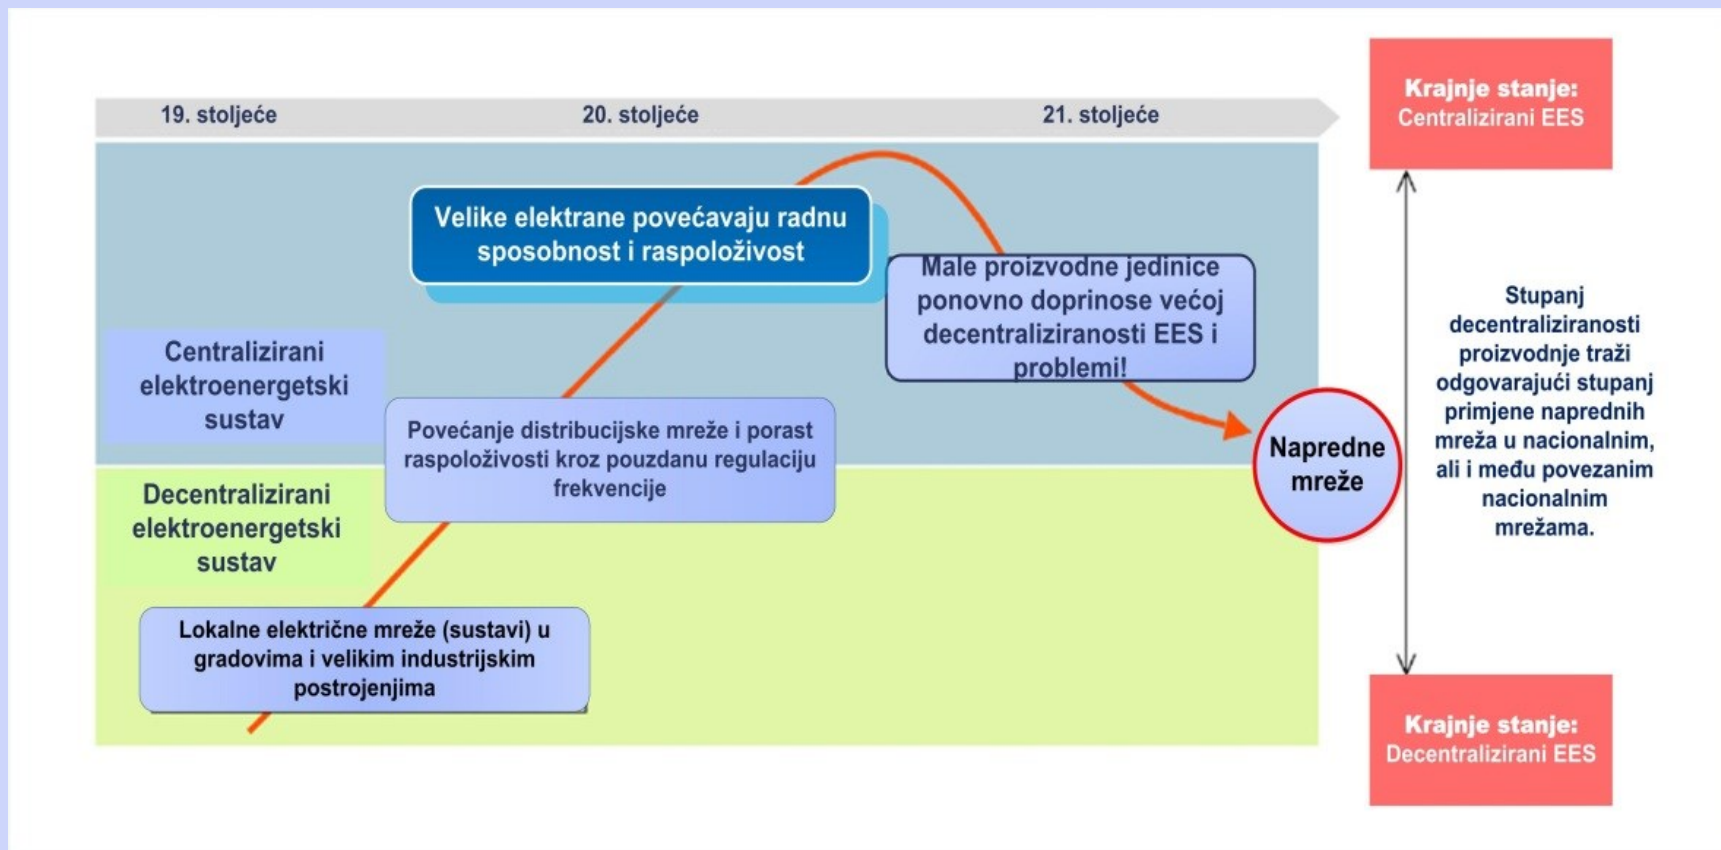 19. stoljeće
20. stoljeće
21. stoljeće
Krajnje stanje:
Centralizirani EES
Velike elektrane povećavaju radnu
sposobnost i raspoloživost
Male proizvodne jedinice
ponovno doprinose većoj
decentraliziranosti EES i
problemi!
Centralizirani
elektroenergetski
sustav
Povećanje distribucijske mreže i porast
raspoloživosti kroz pouzdanu regulaciju
frekvencije
Decentralizirani
elektroenergetski
sustav
Lokalne električne mreže (sustavi) u
gradovima i velikim industrijskim
postrojenjima
Napredne
mreže
Stupanj
decentraliziranosti
proizvodnje traži
odgovarajući stupanj
primjene naprednih
mreža u nacionalnim,
ali i među povezanim
nacionalnim
mrežama.
Krajnje stanje:
Decentralizirani EES